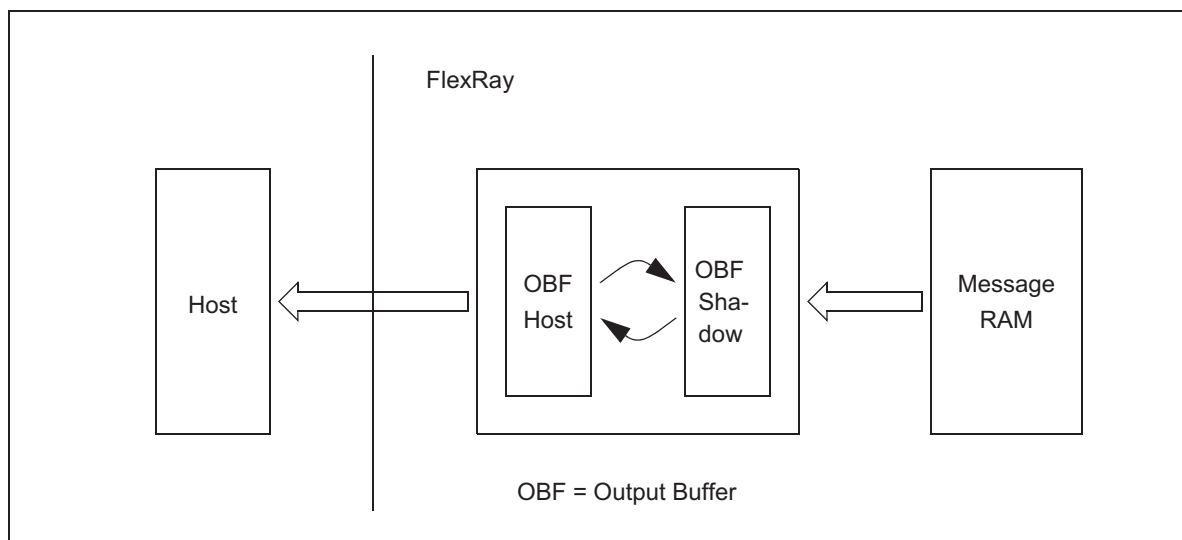 FlexRay
Host
OBF
Host
OBF
Sha-
dow
Message
RAM
OBF = Output Buffer